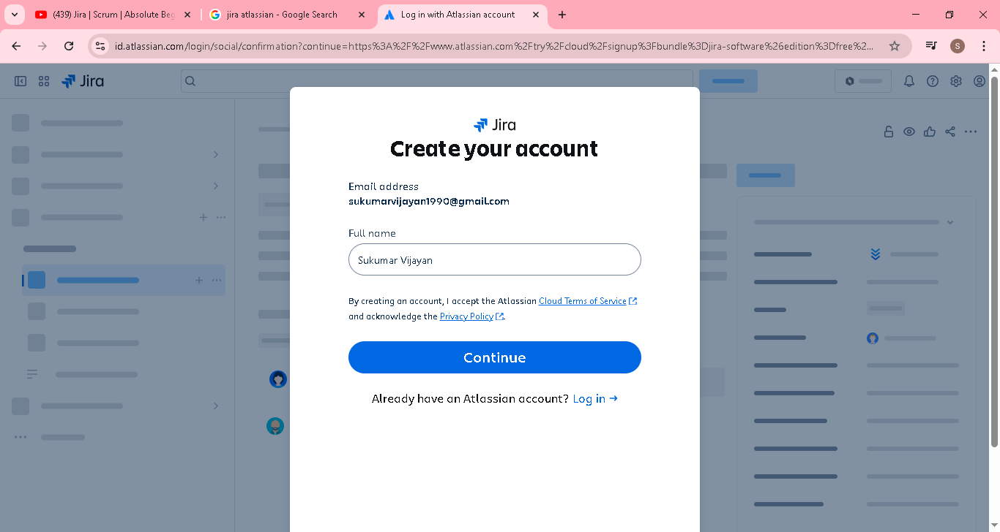 (439) Jira | Scrum | Absolute Beg
jira atlassian - Google Search
Log in with Atlassian account
id.atlassian.com/login/social/confirmation?continue=https%3A%2F%2Fwww.atlassian.com%2Ftry%2Fcloud%2Fsignup%3Fbundle%3Djira-software%26edition%3Dfree%2...
S
Jira
Jira
Create your account
Email address
sukumarvijayan1990@gmail.com
Full name
Sukumar Vijayan
By creating an account, I accept the Atlassian Cloud Terms of Service
and acknowledge the Privacy Policy.
Continue
Already have an Atlassian account? Log in →